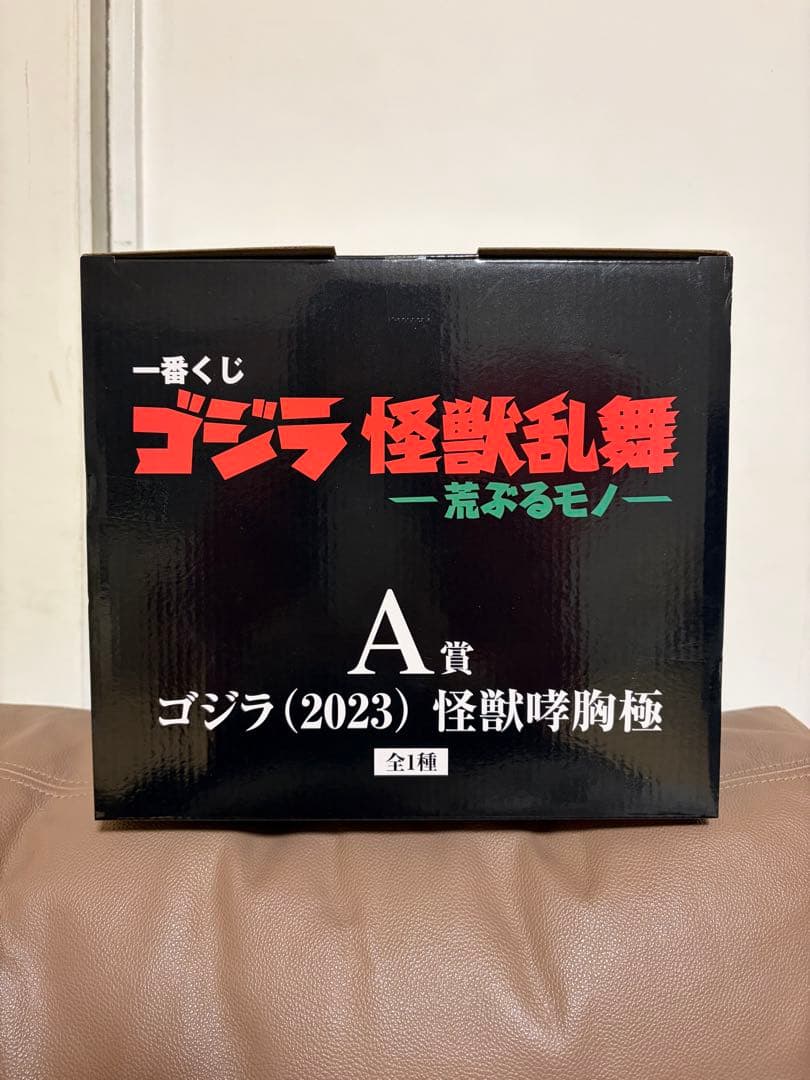 一番くじ
ゴジラ 怪獣乱舞
―荒ぶるモノ―
A賞
ゴジラ(2023) 怪獣哮胸極
全1種